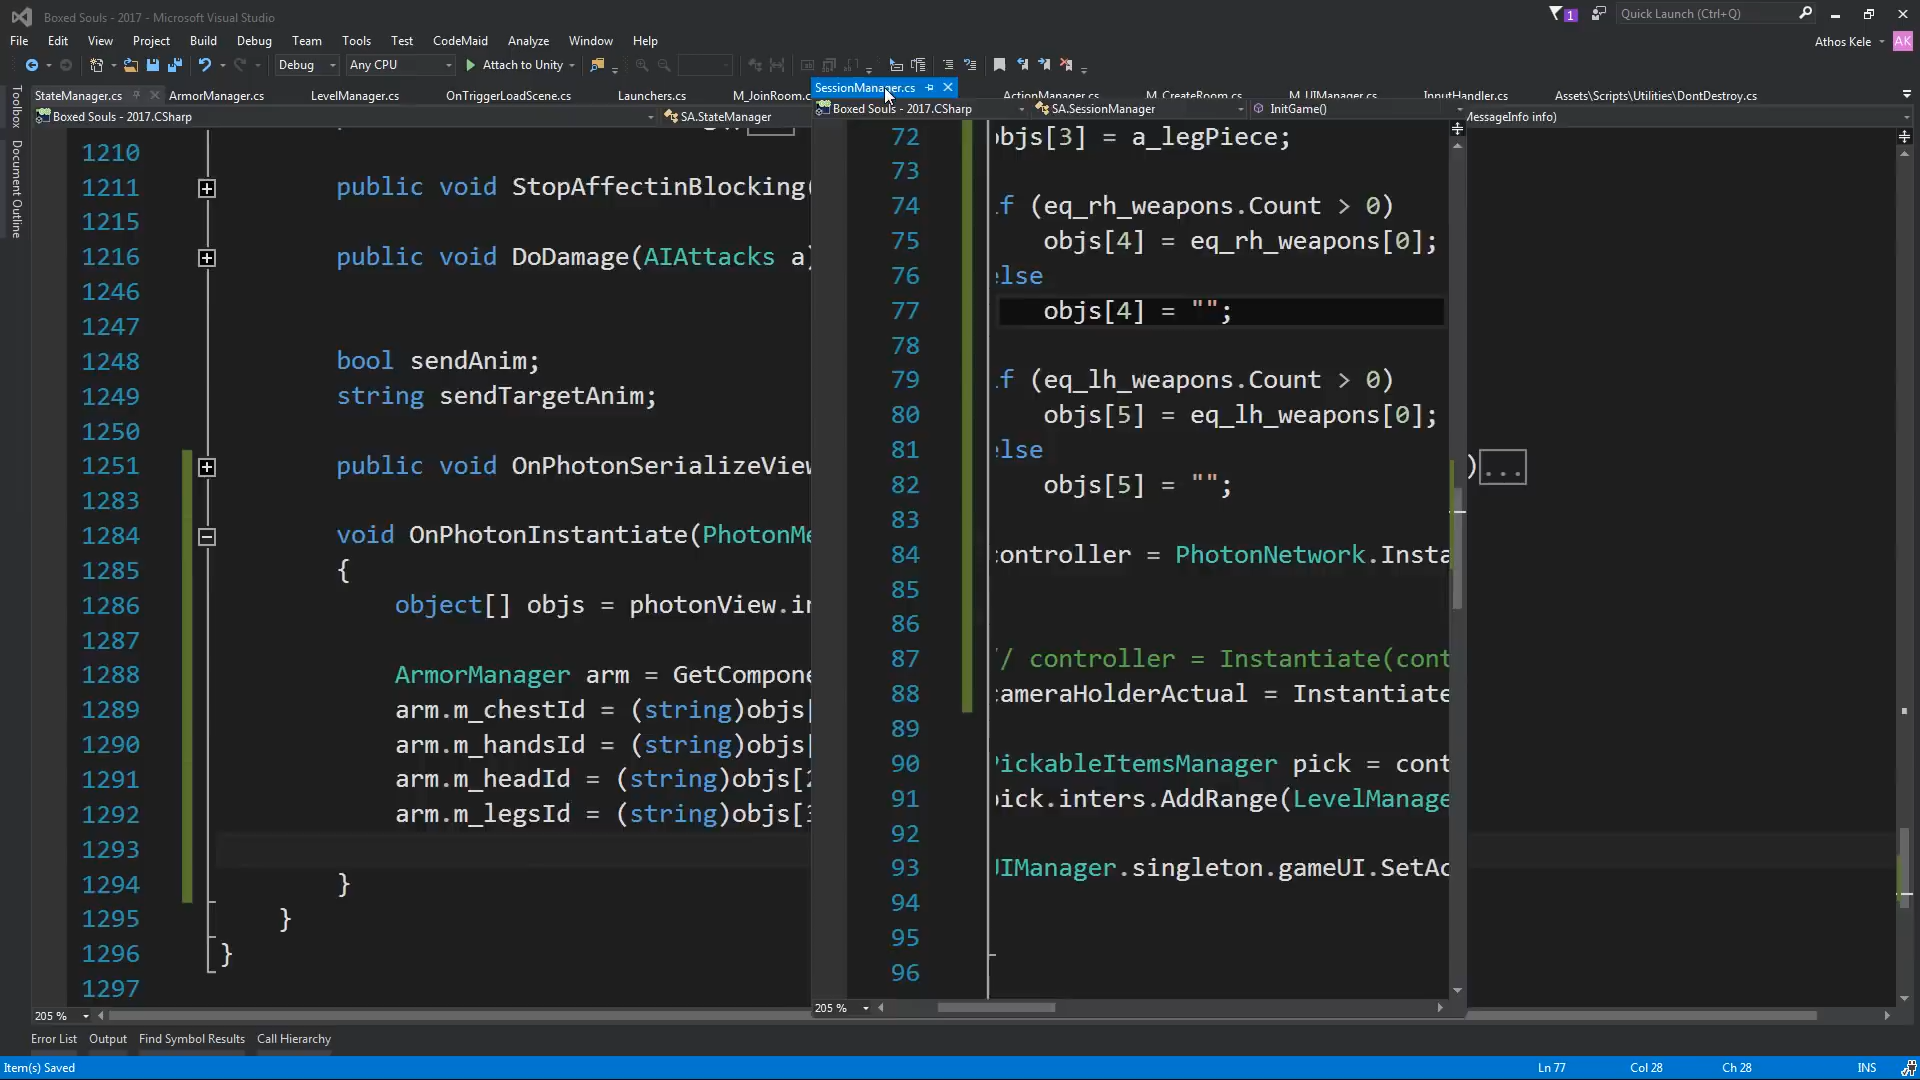 Boxed Souls - 2017 - Microsoft Visual Studio
1
Quick Launch (Ctrl+Q)
File Edit View Project Build Debug Team Tools Test CodeMaid Analyze Window Help
Athos Kele AK
Debug Any CPU Attach to Unity
StateManager.cs ArmorManager.cs LevelManager.cs OnTriggerLoadScene.cs Launchers.cs M_JoinRoom.c SessionManager.cs ActionManager.cs M_CreateRoom.cs M_UIManager.cs InputHandler.cs Assets\Scripts\Utilities\DontDestroy.cs
Boxed Souls - 2017.CSharp SA.StateManager Boxed Souls - 2017.CSharp SA.SessionManager InitGame() MessageInfo info)
Toolbox
Document Outline
1210
1211 public void StopAffectinBlocking(
1215
1216 public void DoDamage(AIAttacks a)
1246
1247
1248 bool sendAnim;
1249 string sendTargetAnim;
1250
1251 public void OnPhotonSerializeView
1283
1284 void OnPhotonInstantiate(PhotonMe
1285 {
1286 object[] objs = photonView.in
1287
1288 ArmorManager arm = GetCompone
1289 arm.m_chestId = (string)objs[
1290 arm.m_handsId = (string)objs[
1291 arm.m_headId = (string)objs[2
1292 arm.m_legsId = (string)objs[3
1293
1294 }
1295 }
1296 }
1297
72 objs[3] = a_legPiece;
73
74 if (eq_rh_weapons.Count > 0)
75 objs[4] = eq_rh_weapons[0];
76 else
77 objs[4] = "";
78
79 if (eq_lh_weapons.Count > 0)
80 objs[5] = eq_lh_weapons[0];
81 else
82 objs[5] = "";
83
84 controller = PhotonNetwork.Insta
85
86
87 // controller = Instantiate(cont
88 cameraHolderActual = Instantiate
89
90 PickableItemsManager pick = cont
91 pick.inters.AddRange(LevelManage
92
93 UIManager.singleton.gameUI.SetAc
94
95
96
)...
205 %
205 %
Error List Output Find Symbol Results Call Hierarchy
Item(s) Saved Ln 77 Col 28 Ch 28 INS